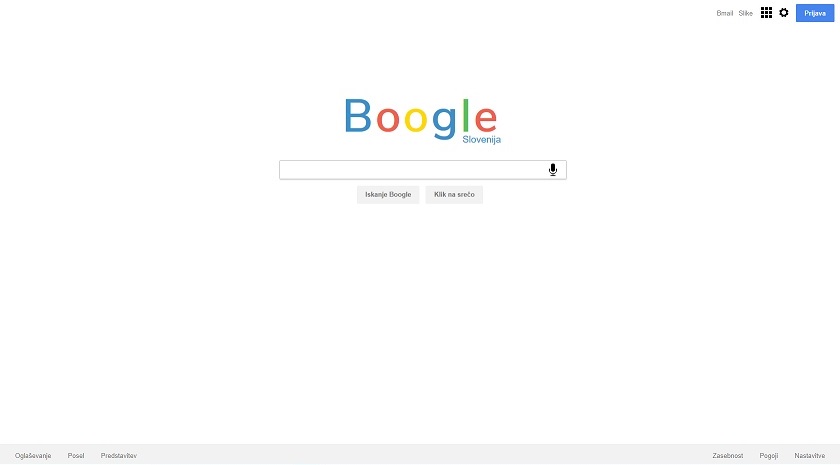 Bmail Slike Prijava
Boogle
Slovenija
Iskanje Boogle Klik na srečo
Oglaševanje Posel Predstavitev Zasebnost Pogoji Nastavitve